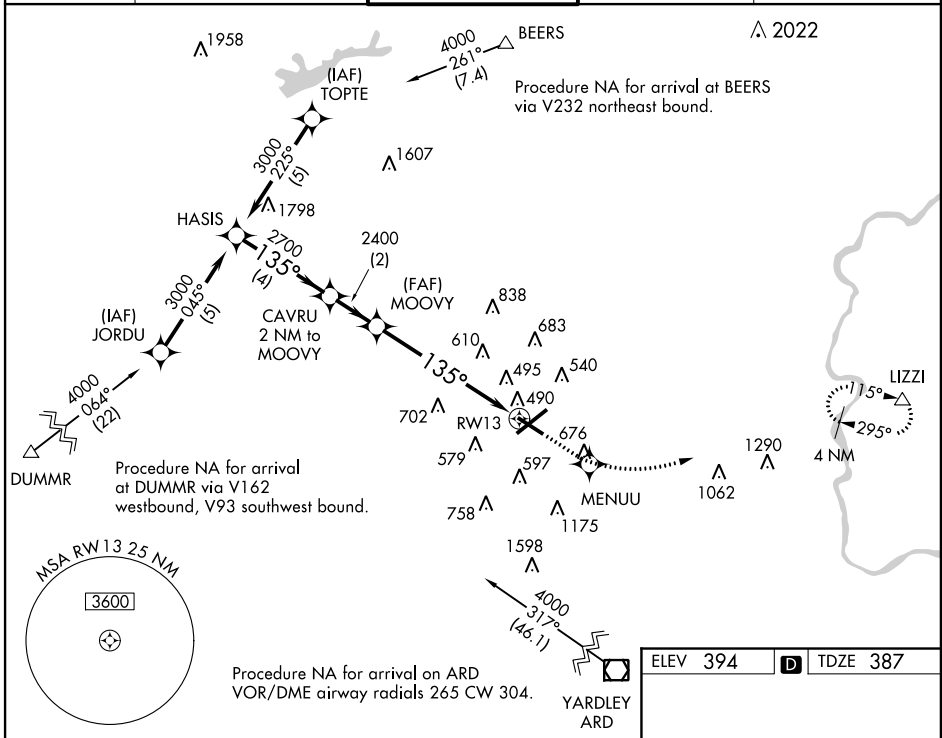 1958
4000
261°
(7.4)
BEERS
2022
(IAF)
TOPTE
Procedure NA for arrival at BEERS
via V232 northeast bound.
3000
225°
(5)
1607
1798
HASIS
2700
135°
(4)
2400
(2)
3000
045°
(5)
(IAF)
JORDU
CAVRU
2 NM to
MOOVY
(FAF)
MOOVY
838
683
610
135°
495
540
490
4000
064°
(22)
702
RW13
LIZZI
115°
295°
4 NM
DUMMR
579
676
597
1290
1062
MENUU
Procedure NA for arrival
at DUMMR via V162
westbound, V93 southwest bound.
758
1175
1598
MSA RW13 25 NM
3600
4000
317°
(46.1)
Procedure NA for arrival on ARD
VOR/DME airway radials 265 CW 304.
YARDLEY
ARD
ELEV 394 D TDZE 387